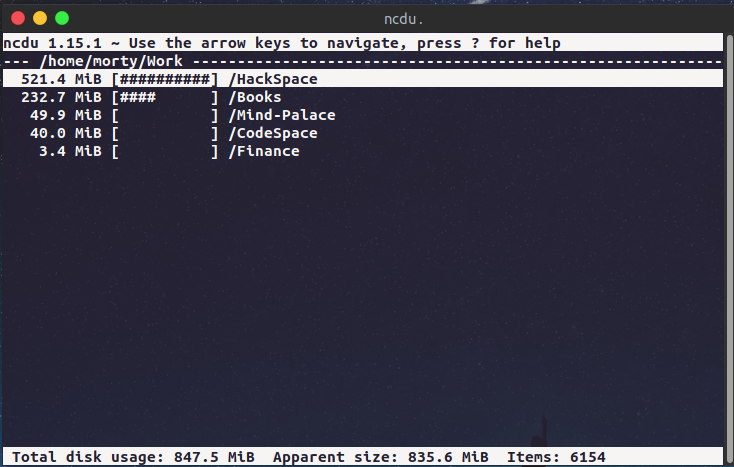 ncdu.
ncdu 1.15.1 ~ Use the arrow keys to navigate, press ? for help
--- /home/morty/Work -----------------------------------------------------------
521.4 MiB [##########] /HackSpace
232.7 MiB [####      ] /Books
49.9 MiB [          ] /Mind-Palace
40.0 MiB [          ] /CodeSpace
3.4 MiB [          ] /Finance
Total disk usage: 847.5 MiB  Apparent size: 835.6 MiB  Items: 6154